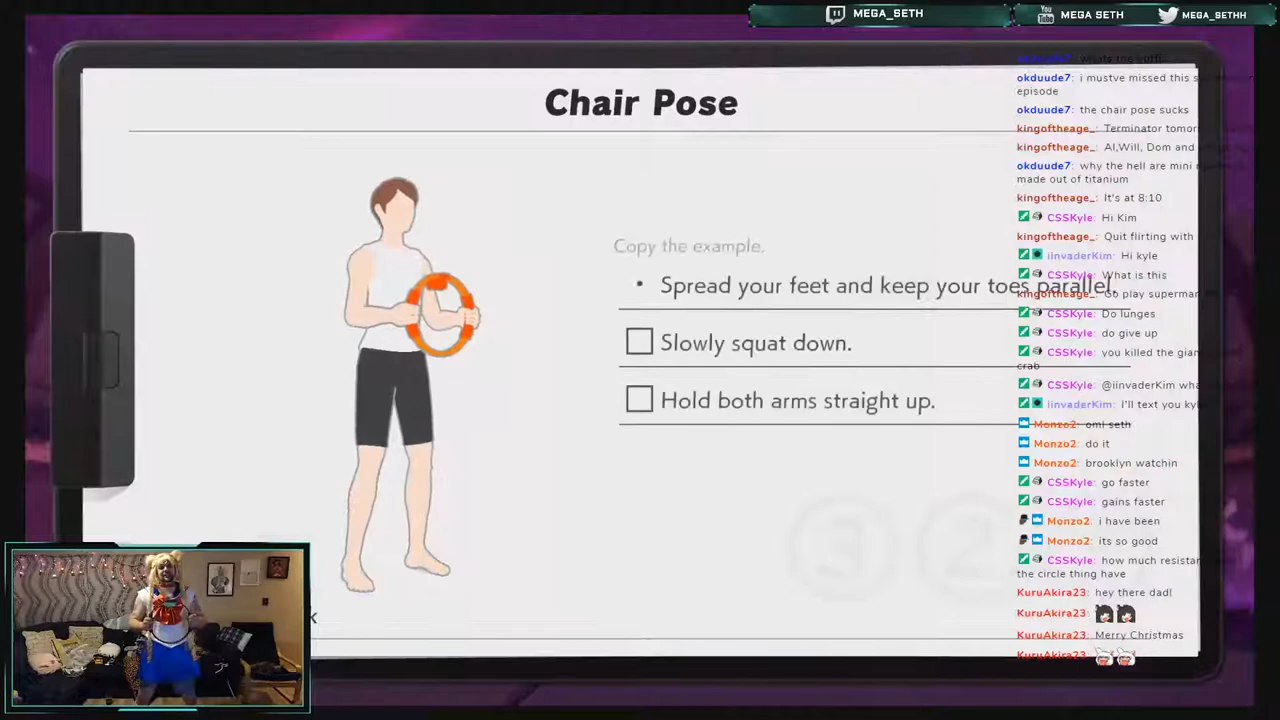 MEGA_SETH
MEGA SETH
MEGA_SETHH
Chair Pose
Copy the example.
• Spread your feet and keep your toes parallel.
Slowly squat down.
Hold both arms straight up.
okduude7: i mustve missed this
episode
okduude7: the chair pose sucks
kingoftheage_: Terminator tomor
kingoftheage_: Al,Will, Dom and
okduude7: why the hell are mini
made out of titanium
kingoftheage_: It's at 8:10
CSSKyle: Hi Kim
kingoftheage_: Quit flirting with
iinvaderKim: Hi kyle
CSSKyle: What is this
kingoftheage_: Go play superman
CSSKyle: Do lunges
CSSKyle: do give up
CSSKyle: you killed the gian
crab
CSSKyle: @iinvaderKim wha
iinvaderKim: I'll text you kyl
Monzo2: omi seth
Monzo2: do it
Monzo2: brooklyn watchin
CSSKyle: go faster
CSSKyle: gains faster
Monzo2: i have been
Monzo2: its so good
CSSKyle: how much resistan
the circle thing have
KuruAkira23: hey there dad!
KuruAkira23:
KuruAkira23: Merry Christmas
KuruAkira23: